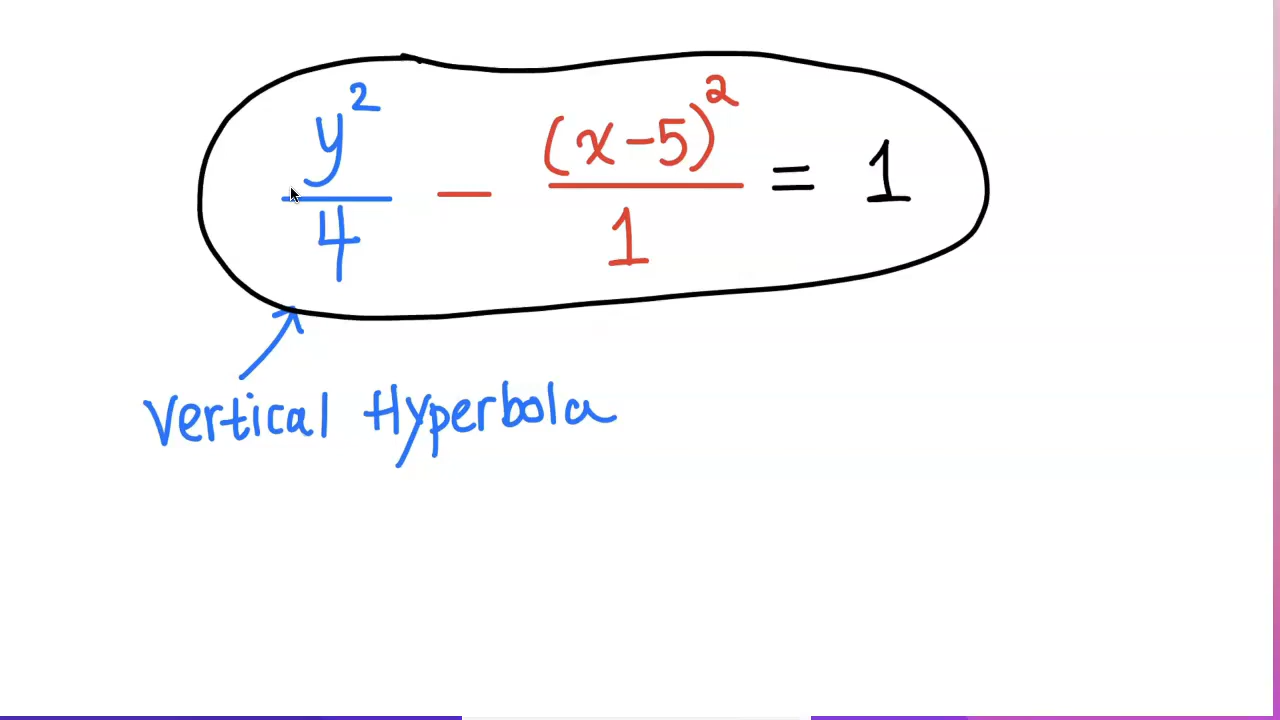 y²/4 − (x−5)²/1 = 1
Vertical Hyperbola